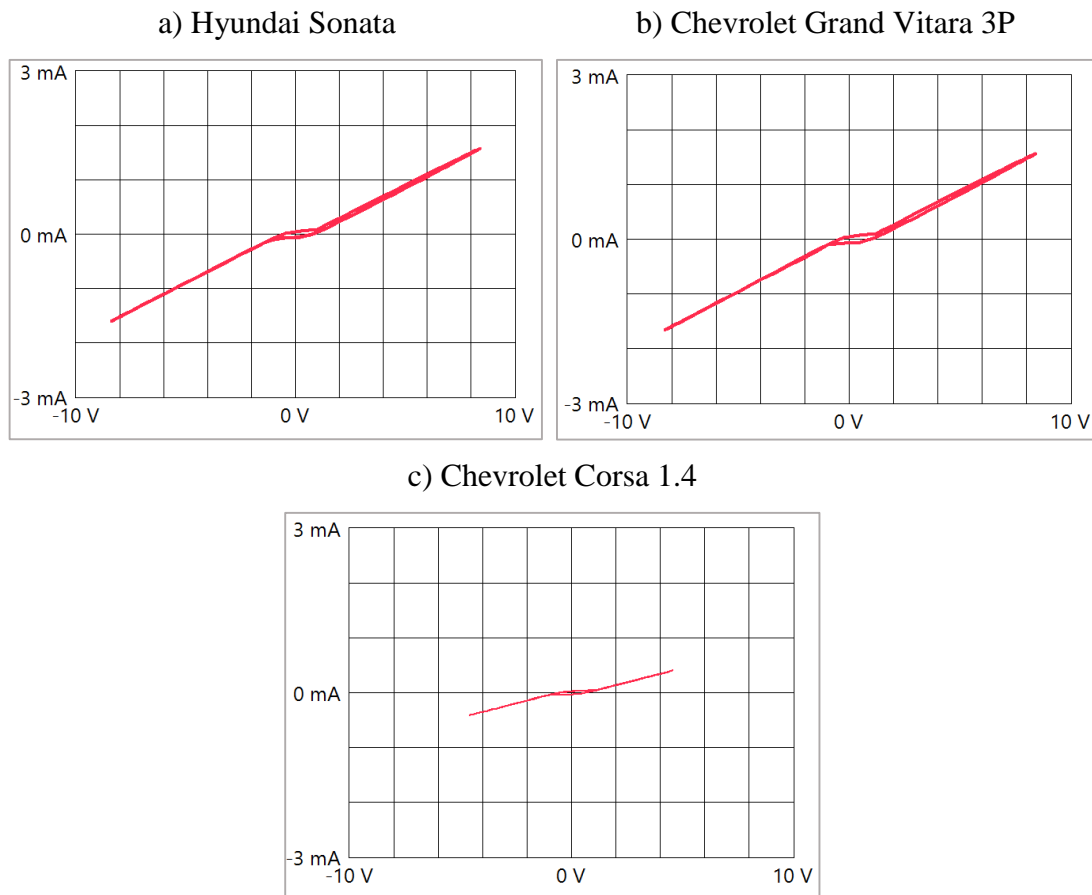 a) Hyundai Sonata
b) Chevrolet Grand Vitara 3P
3 mA
0 mA
-3 mA
-10 V 0 V 10 V
3 mA
0 mA
-3 mA
-10 V 0 V 10 V
c) Chevrolet Corsa 1.4
3 mA
0 mA
-3 mA
-10 V 0 V 10 V